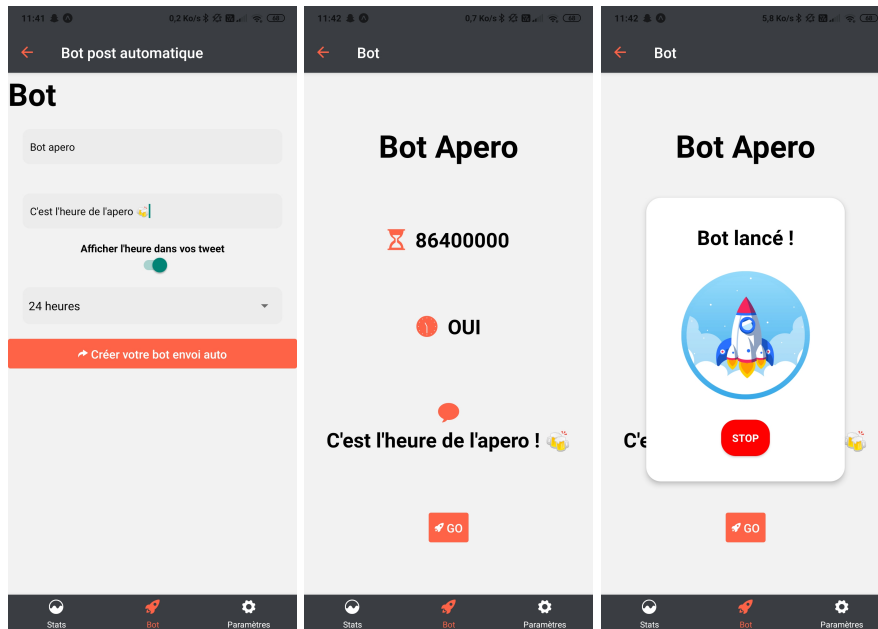 11:41 0,2 Ko/s 68
Bot post automatique
Bot
Bot apero
C'est l'heure de l'apero 🍻
Afficher l'heure dans vos tweet
24 heures
Créer votre bot envoi auto
Stats Bot Paramètres
11:42 0,7 Ko/s 68
Bot
Bot Apero
86400000
OUI
C'est l'heure de l'apero ! 🍻
GO
Stats Bot Paramètres
11:42 5,8 Ko/s 68
Bot
Bot Apero
Bot lancé !
C'e 🍻
STOP
GO
Stats Bot Paramètres